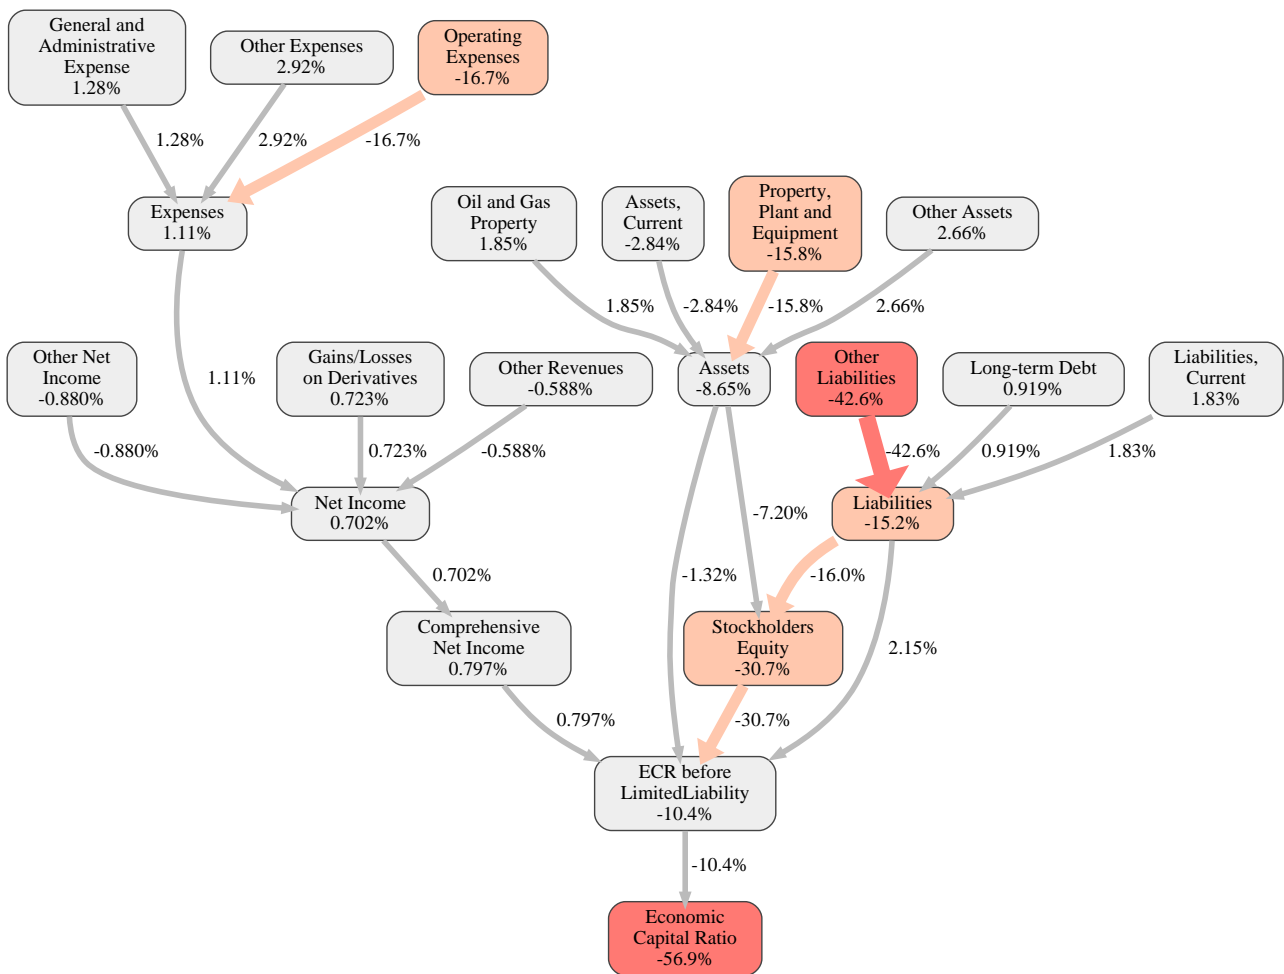 General and
Administrative
Expense
1.28%
Other Expenses
2.92%
Operating
Expenses
-16.7%
1.28%
2.92%
-16.7%
Expenses
1.11%
Oil and Gas
Property
1.85%
Assets,
Current
-2.84%
Property,
Plant and
Equipment
-15.8%
Other Assets
2.66%
1.85%
-2.84%
-15.8%
2.66%
Other Net
Income
-0.880%
1.11%
Gains/Losses
on Derivatives
0.723%
Other Revenues
-0.588%
Assets
-8.65%
Other
Liabilities
-42.6%
Long-term Debt
0.919%
Liabilities,
Current
1.83%
-0.880%
0.723%
-0.588%
-42.6%
0.919%
1.83%
Net Income
0.702%
-7.20%
Liabilities
-15.2%
0.702%
-1.32%
-16.0%
Comprehensive
Net Income
0.797%
Stockholders
Equity
-30.7%
2.15%
0.797%
-30.7%
ECR before
LimitedLiability
-10.4%
-10.4%
Economic
Capital Ratio
-56.9%